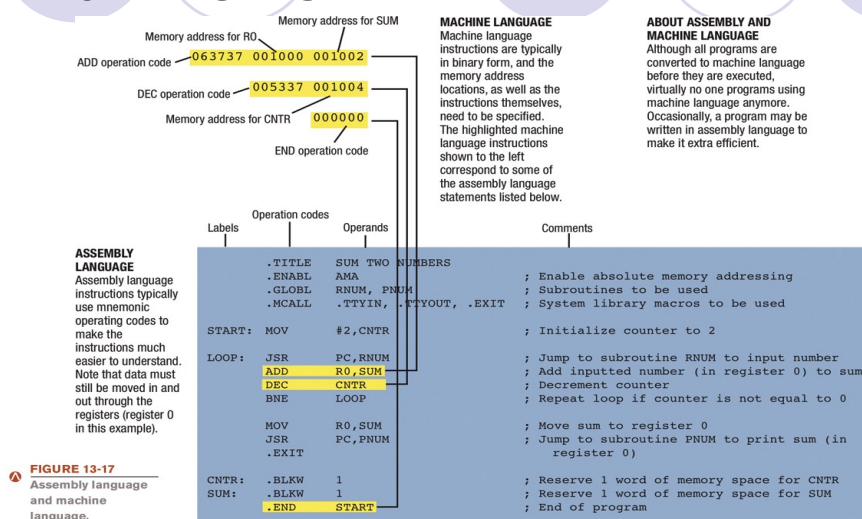 Memory address for SUM
Memory address for R0
ADD operation code
063737 001000 001002
DEC operation code
005337 001004
Memory address for CNTR
000000
END operation code
MACHINE LANGUAGE
Machine language
instructions are typically
in binary form, and the
memory address
locations, as well as the
instructions themselves,
need to be specified.
The highlighted machine
language instructions
shown to the left
correspond to some of
the assembly language
statements listed below.
ABOUT ASSEMBLY AND
MACHINE LANGUAGE
Although all programs are
converted to machine language
before they are executed,
virtually no one programs using
machine language anymore.
Occasionally, a program may be
written in assembly language to
make it extra efficient.
Labels
Operation codes
Operands
Comments
ASSEMBLY
LANGUAGE
Assembly language
instructions typically
use mnemonic
operating codes to
make the
instructions much
easier to understand.
Note that data must
still be moved in and
out through the
registers (register 0
in this example).
.TITLE SUM TWO NUMBERS
.ENABL AMA ; Enable absolute memory addressing
.GLOBL RNUM, PNUM ; Subroutines to be used
.MCALL .TTYIN, .TTYOUT, .EXIT ; System library macros to be used
START: MOV #2,CNTR ; Initialize counter to 2
LOOP: JSR PC,RNUM ; Jump to subroutine RNUM to input number
ADD R0,SUM ; Add inputted number (in register 0) to sum
DEC CNTR ; Decrement counter
BNE LOOP ; Repeat loop if counter is not equal to 0
MOV R0,SUM ; Move sum to register 0
JSR PC,PNUM ; Jump to subroutine PNUM to print sum (in
.EXIT register 0)
CNTR: .BLKW 1 ; Reserve 1 word of memory space for CNTR
SUM: .BLKW 1 ; Reserve 1 word of memory space for SUM
.END START ; End of program
FIGURE 13-17
Assembly language
and machine
language.